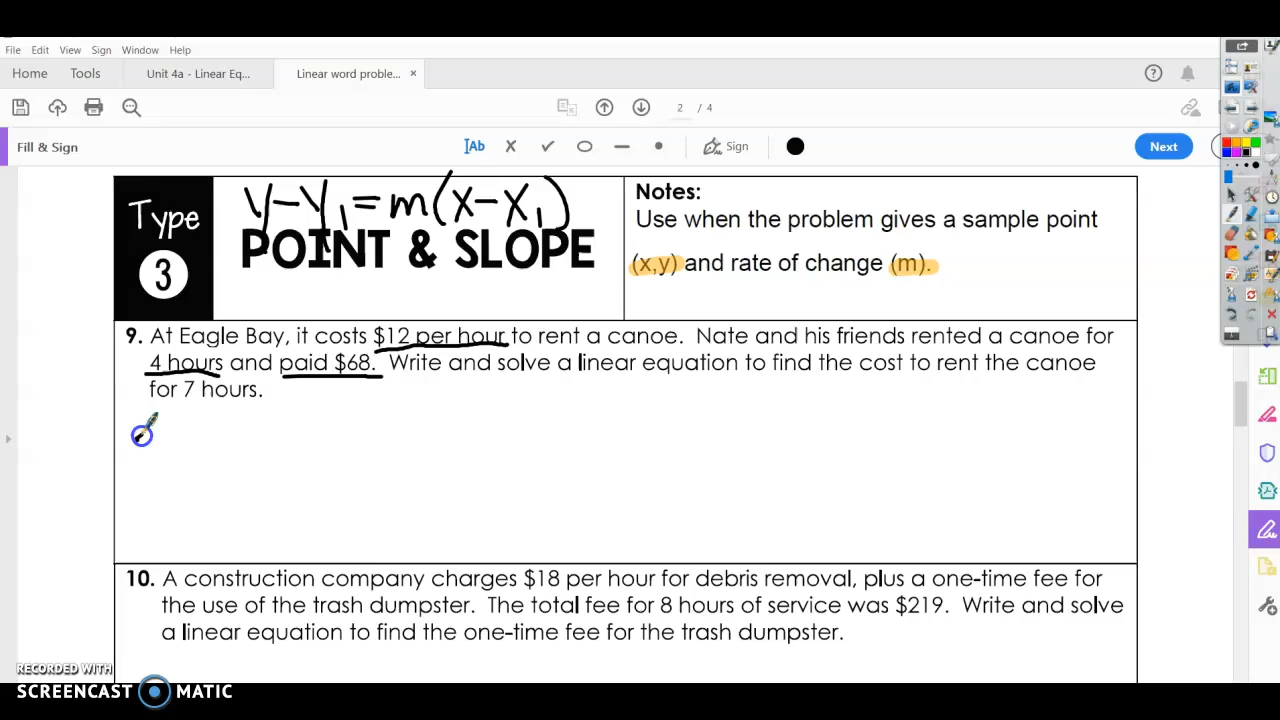 File Edit View Sign Window Help
Home Tools Unit 4a - Linear Eq... Linear word proble... ×
2 / 4
Fill & Sign Ab Sign Next
y-y₁=m(x-x₁)
Type
3
POINT & SLOPE
Notes:
Use when the problem gives a sample point
(x,y) and rate of change (m).
9. At Eagle Bay, it costs $12 per hour to rent a canoe. Nate and his friends rented a canoe for
4 hours and paid $68. Write and solve a linear equation to find the cost to rent the canoe
for 7 hours.
10. A construction company charges $18 per hour for debris removal, plus a one-time fee for
the use of the trash dumpster. The total fee for 8 hours of service was $219. Write and solve
a linear equation to find the one-time fee for the trash dumpster.
RECORDED WITH
SCREENCAST MATIC